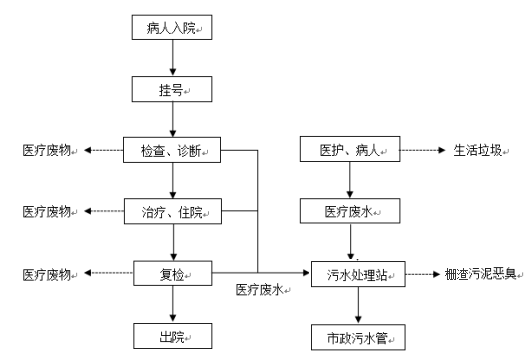 病人入院
挂号
医疗废物 检查、诊断 医护、病人 生活垃圾
医疗废物 治疗、住院 医疗废水
医疗废物 复检 污水处理站 栅渣污泥恶臭
医疗废水
出院 市政污水管